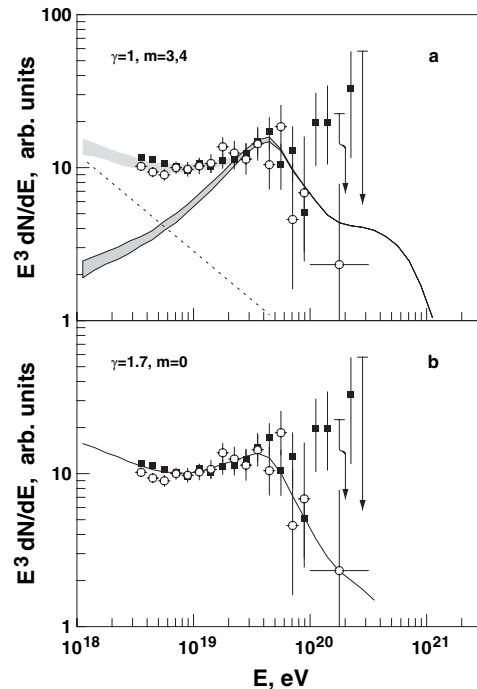 100
γ=1, m=3,4
a
10
E³ dN/dE, arb. units
1
γ=1.7, m=0
b
10
E³ dN/dE, arb. units
1
10¹⁸ 10¹⁹ 10²⁰ 10²¹
E, eV